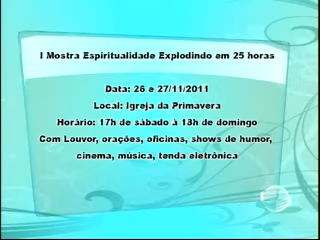 I Mostra Espiritualidade Explodindo em 25 horas
Data: 26 e 27/11/2011
Local: Igreja da Primavera
Horário: 17h de sábado à 18h de domingo
Com Louvor, orações, oficinas, shows de humor,
cinema, música, tenda eletrônica